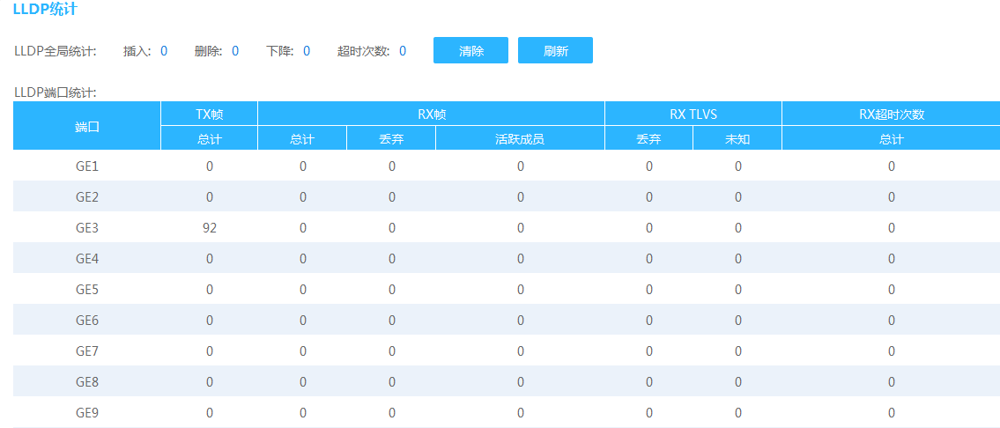 LLDP统计
LLDP全局统计: 插入: 0 删除: 0 下降: 0 超时次数: 0 清除 刷新
LLDP端口统计:
端口 TX帧 RX帧 RX TLVS RX超时次数
总计 总计 丢弃 活跃成员 丢弃 未知 总计
GE1 0 0 0 0 0 0 0
GE2 0 0 0 0 0 0 0
GE3 92 0 0 0 0 0 0
GE4 0 0 0 0 0 0 0
GE5 0 0 0 0 0 0 0
GE6 0 0 0 0 0 0 0
GE7 0 0 0 0 0 0 0
GE8 0 0 0 0 0 0 0
GE9 0 0 0 0 0 0 0